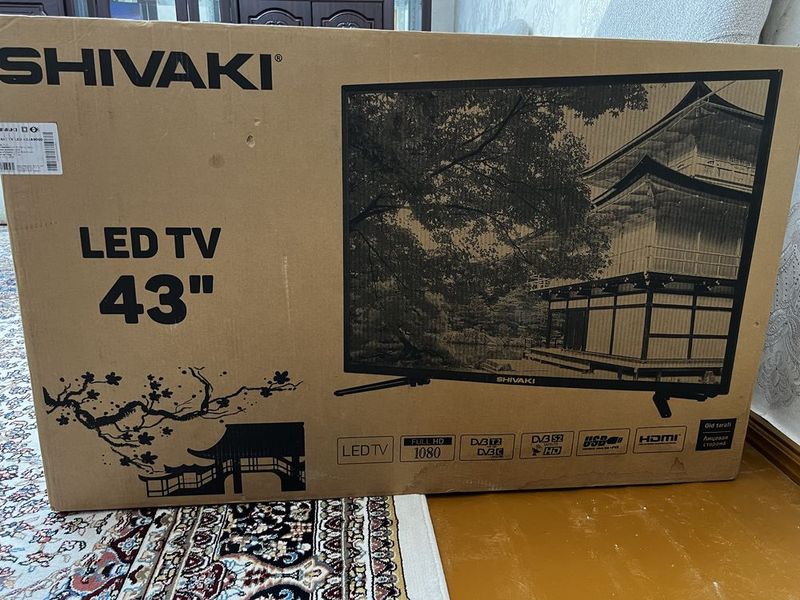 SHIVAKI®
LED TV
43"
SHIVAKI
LED TV
FULL HD
1080
DVB T2
DVB C
DVB S2
HD
USB
HDMI
Old tarafi
Лицевая
сторона